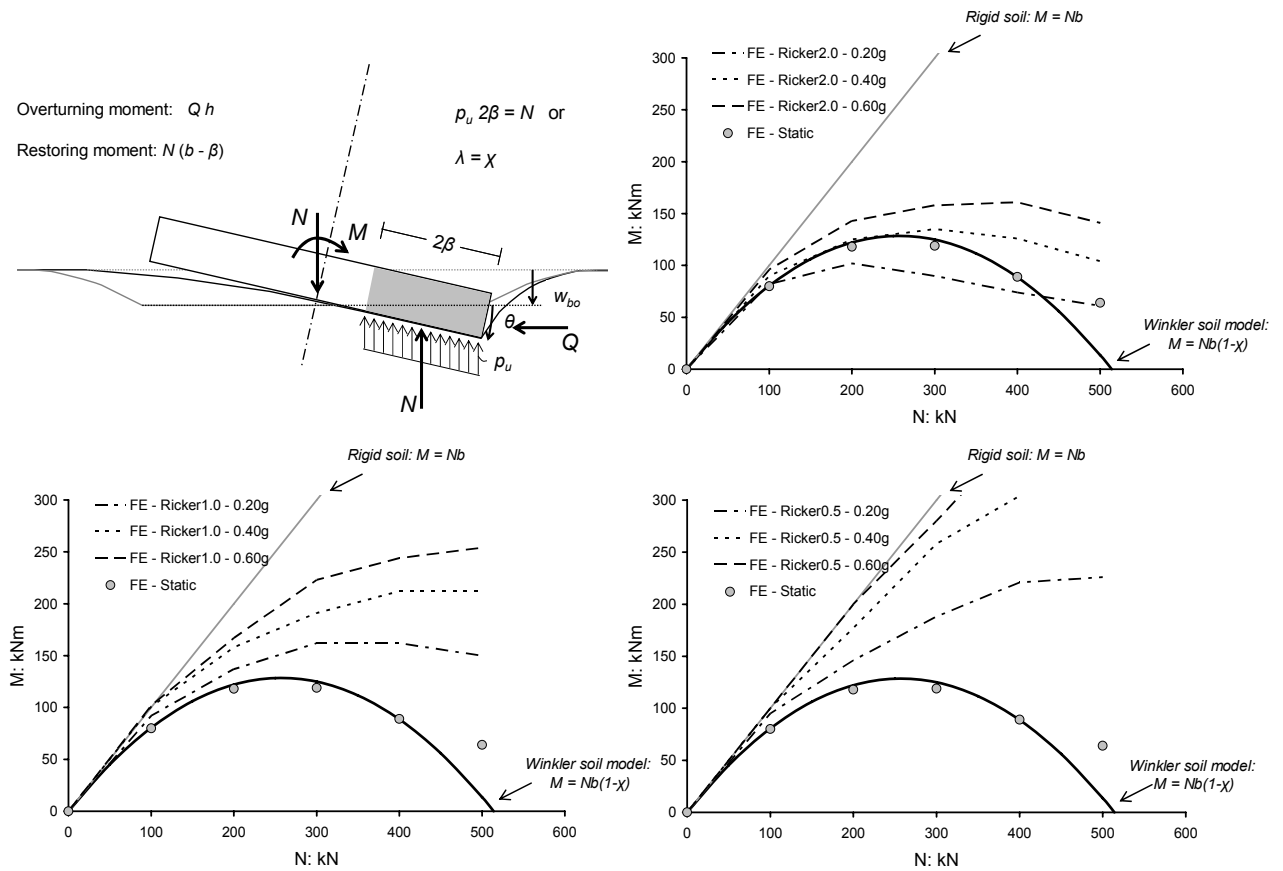 Overturning moment: Q h
Restoring moment: N (b - β)
p_u 2β = N or
λ = χ
N
M
2β
w_bo
θ
Q
p_u
N
Rigid soil: M = Nb
FE - Ricker2.0 - 0.20g
FE - Ricker2.0 - 0.40g
FE - Ricker2.0 - 0.60g
FE - Static
Winkler soil model:
M = Nb(1-χ)
M: kNm
300
250
200
150
100
50
0
0 100 200 300 400 500 600
N: kN
Rigid soil: M = Nb
FE - Ricker1.0 - 0.20g
FE - Ricker1.0 - 0.40g
FE - Ricker1.0 - 0.60g
FE - Static
Winkler soil model:
M = Nb(1-χ)
M: kNm
300
250
200
150
100
50
0
0 100 200 300 400 500 600
N: kN
Rigid soil: M = Nb
FE - Ricker0.5 - 0.20g
FE - Ricker0.5 - 0.40g
FE - Ricker0.5 - 0.60g
FE - Static
Winkler soil model:
M = Nb(1-χ)
M: kNm
300
250
200
150
100
50
0
0 100 200 300 400 500 600
N: kN